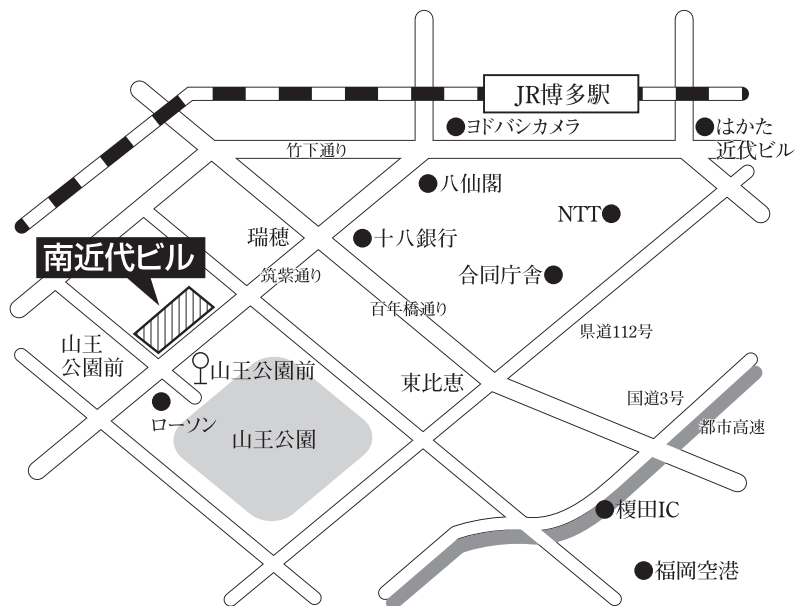 JR博多駅
ヨドバシカメラ
はかた
近代ビル
竹下通り
八仙閣
NTT
瑞穂
十八銀行
南近代ビル
筑紫通り
合同庁舎
百年橋通り
県道112号
山王
公園前
山王公園前
東比恵
国道3号
ローソン
山王公園
都市高速
榎田IC
福岡空港